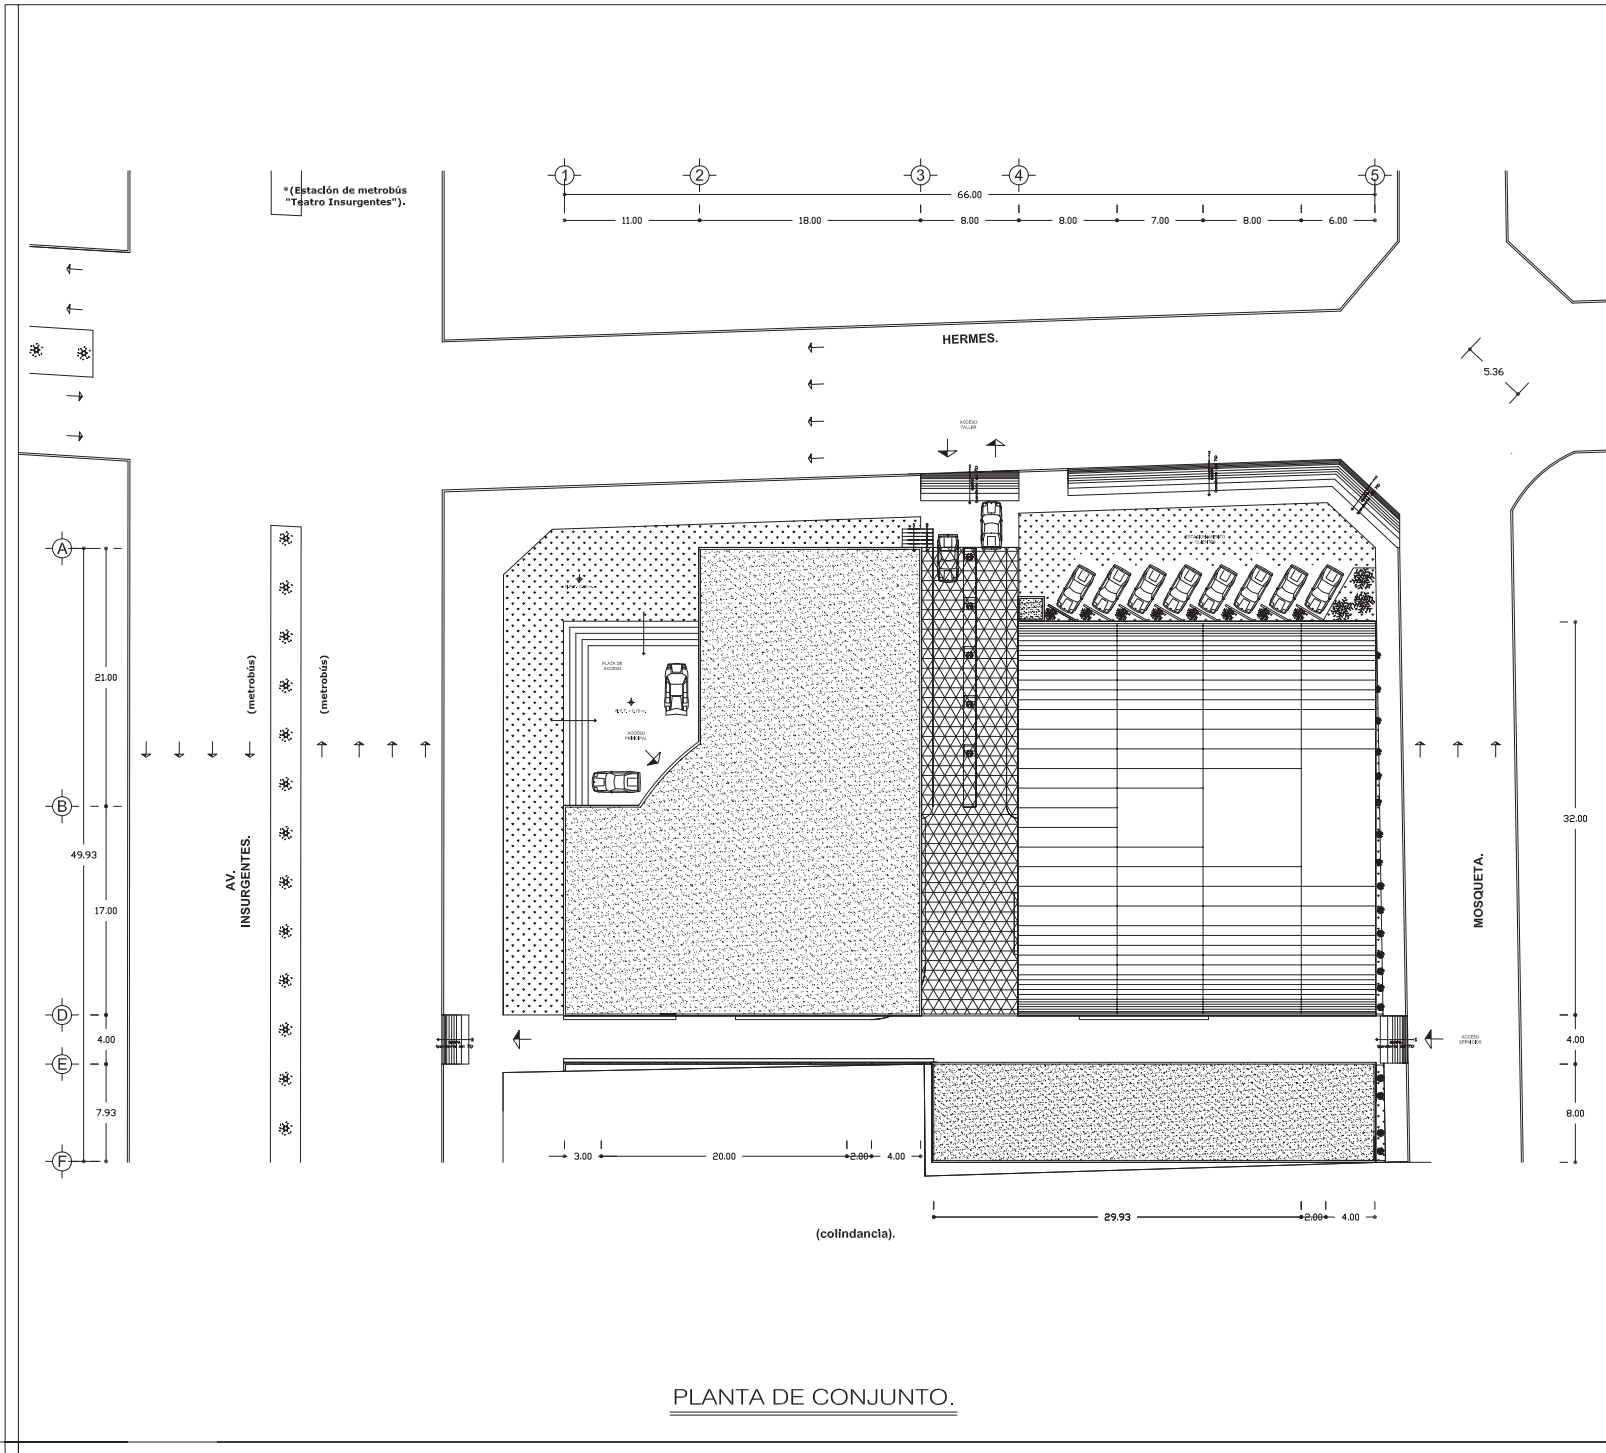 *(Estación de metrobús
"Teatro Insurgentes").
1
2
3
4
5
66.00
11.00
18.00
8.00
8.00
7.00
8.00
6.00
HERMES.
5.36
ACCESO
TALLER
ESTACIONAMIENTO
CLIENTES
A
B
D
E
F
21.00
49.93
17.00
4.00
7.93
(metrobús)
(metrobús)
AV.
INSURGENTES.
PLAZA DE
ACCESO
ACCESO
PRINCIPAL
MOSQUETA.
32.00
4.00
8.00
ACCESO
SERVICIOS
3.00
20.00
2.00
4.00
29.93
2.00
4.00
(colindancia).
PLANTA DE CONJUNTO.